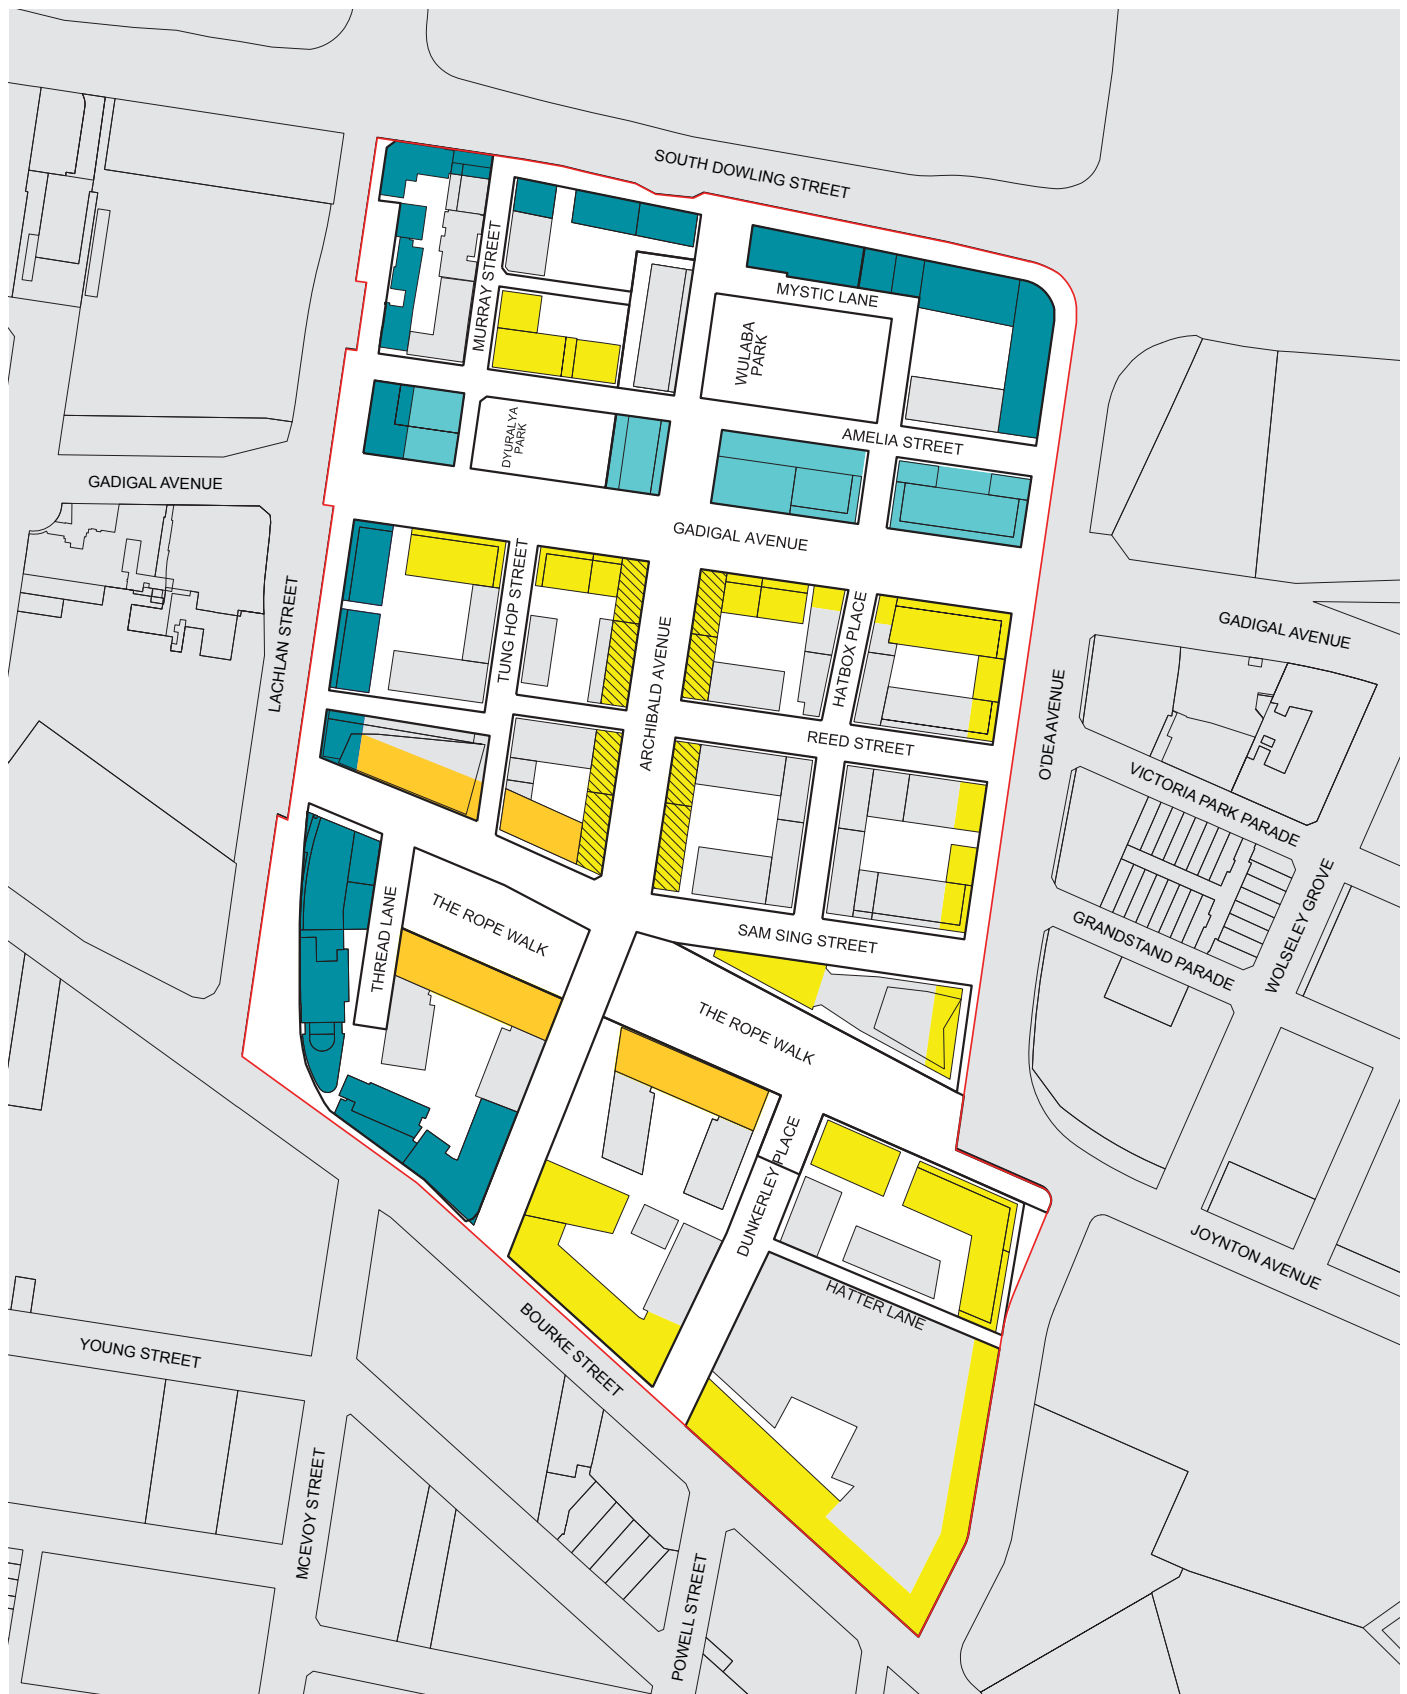 SOUTH DOWLING STREET
MURRAY STREET
MYSTIC LANE
WULABA
PARK
DYURALYA
PARK
AMELIA STREET
GADIGAL AVENUE
GADIGAL AVENUE
GADIGAL AVENUE
LACHLAN STREET
TUNG HOP STREET
ARCHIBALD AVENUE
HATBOX PLACE
REED STREET
O'DEA AVENUE
VICTORIA PARK PARADE
GRANDSTAND PARADE
WOLSELEY GROVE
THREAD LANE
THE ROPE WALK
SAM SING STREET
THE ROPE WALK
DUNKERLEY PLACE
HATTER LANE
JOYNTON AVENUE
BOURKE STREET
YOUNG STREET
MCEVOY STREET
POWELL STREET